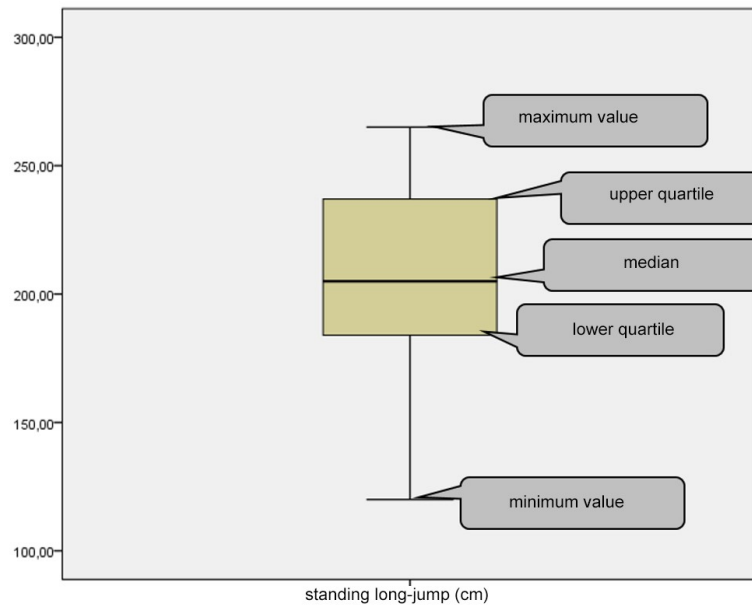 300,00
maximum value
250,00
upper quartile
median
200,00
lower quartile
150,00
minimum value
100,00
standing long-jump (cm)